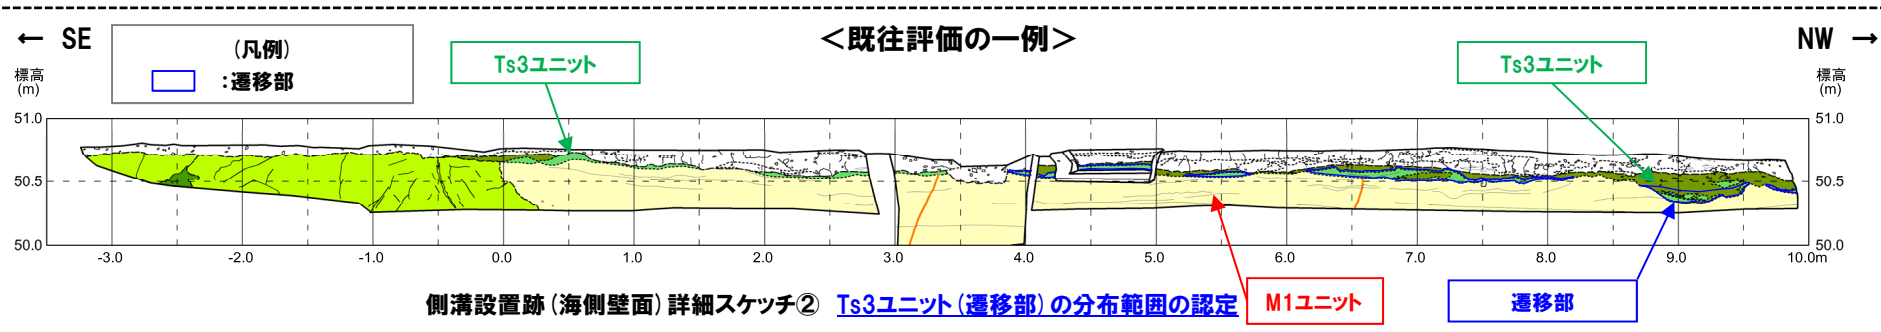 ← SE
(凡例)
：遷移部
＜既往評価の一例＞
NW →
Ts3ユニット
Ts3ユニット
標高
(m)
標高
(m)
51.0
51.0
50.5
50.5
50.0
50.0
-3.0 -2.0 -1.0 0.0 1.0 2.0 3.0 4.0 5.0 6.0 7.0 8.0 9.0 10.0m
側溝設置跡(海側壁面)詳細スケッチ② Ts3ユニット(遷移部)の分布範囲の認定
M1ユニット
遷移部